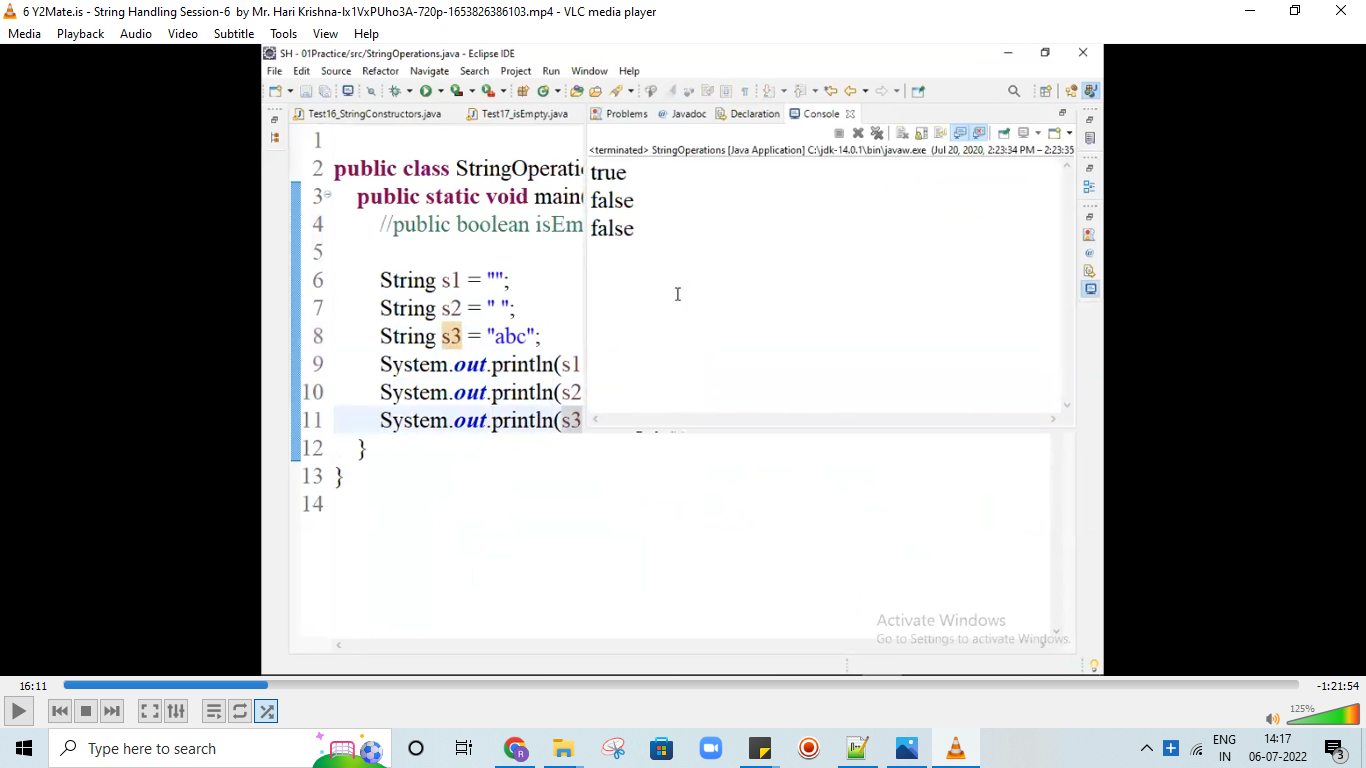 6 Y2Mate.is - String Handling Session-6 by Mr. Hari Krishna-Ix1VxPUho3A-720p-1653826386103.mp4 - VLC media player
Media Playback Audio Video Subtitle Tools View Help
SH - 01Practice/src/StringOperations.java - Eclipse IDE
File Edit Source Refactor Navigate Search Project Run Window Help
Test16_StringConstructors.java Test17_isEmpty.java Problems Javadoc Declaration Console
<terminated> StringOperations [Java Application] C:\jdk-14.0.1\bin\javaw.exe (Jul 20, 2020, 2:23:34 PM – 2:23:35
true
false
false
1
2 public class StringOperati
3 public static void main(
4 //public boolean isEm
5
6 String s1 = "";
7 String s2 = " ";
8 String s3 = "abc";
9 System.out.println(s1
10 System.out.println(s2
11 System.out.println(s3
12 }
13 }
14
Activate Windows
Go to Settings to activate Windows.
16:11 -1:21:54
125%
Type here to search
ENG
IN
14:17
06-07-2022
3